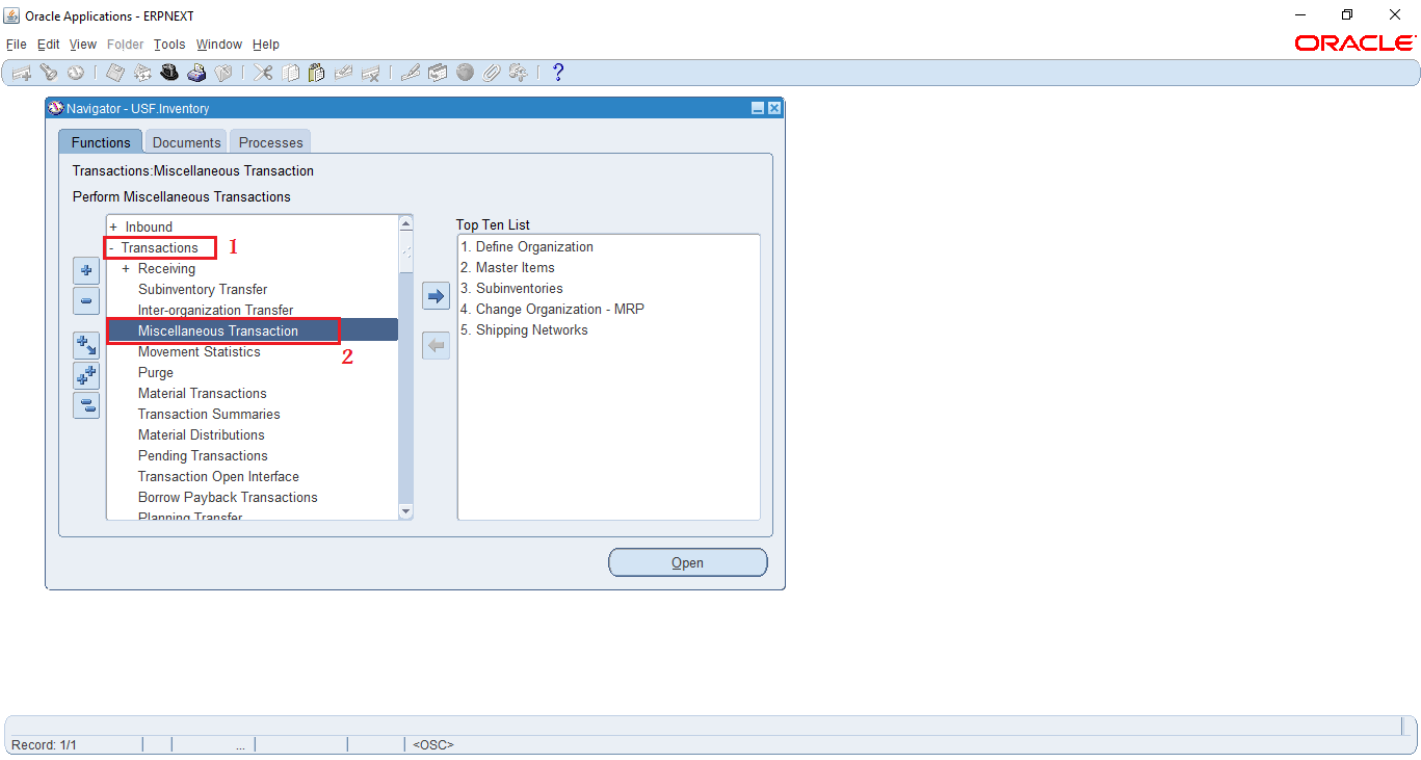 Oracle Applications - ERPNEXT
File Edit View Folder Tools Window Help
ORACLE
?
Navigator - USF.Inventory
Functions Documents Processes
Transactions:Miscellaneous Transaction
Perform Miscellaneous Transactions
+ Inbound
- Transactions 1
+ Receiving
Subinventory Transfer
Inter-organization Transfer
Miscellaneous Transaction
Movement Statistics 2
Purge
Material Transactions
Transaction Summaries
Material Distributions
Pending Transactions
Transaction Open Interface
Borrow Payback Transactions
Planning Transfer
Top Ten List
1. Define Organization
2. Master Items
3. Subinventories
4. Change Organization - MRP
5. Shipping Networks
Open
Record: 1/1 ... <OSC>